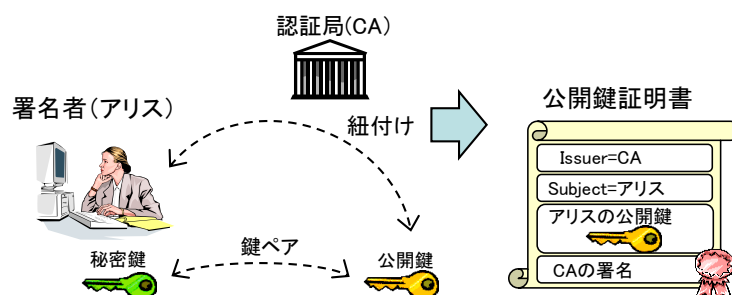 認証局(CA)
署名者(アリス)
紐付け
公開鍵証明書
Issuer=CA
Subject=アリス
アリスの公開鍵
CAの署名
秘密鍵
鍵ペア
公開鍵